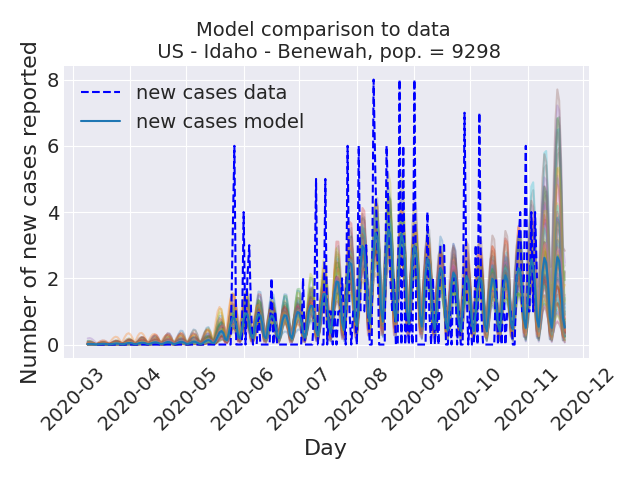 Model comparison to data
US - Idaho - Benewah, pop. = 9298
Number of new cases reported
8
6
4
2
0
new cases data
new cases model
2020-03
2020-04
2020-05
2020-06
2020-07
2020-08
2020-09
2020-10
2020-11
2020-12
Day